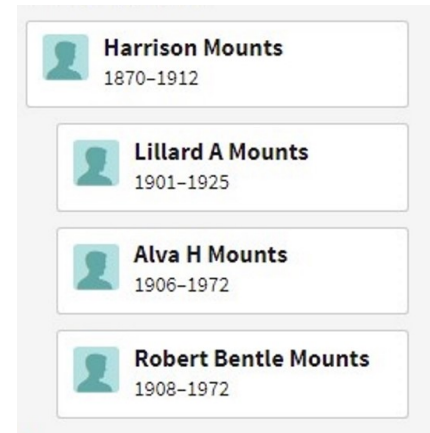 Harrison Mounts
1870–1912
Lillard A Mounts
1901–1925
Alva H Mounts
1906–1972
Robert Bentle Mounts
1908–1972